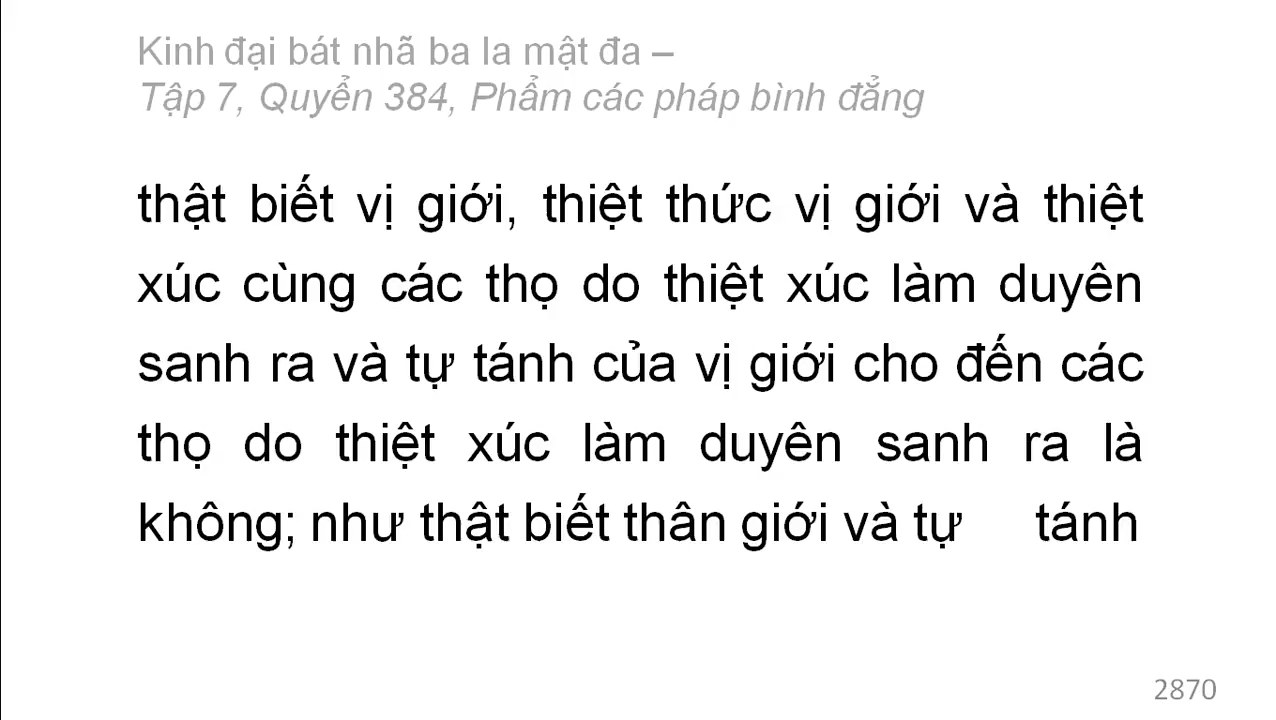 Kinh đại bát nhã ba la mật đa –
Tập 7, Quyển 384, Phẩm các pháp bình đẳng
thật biết vị giới, thiệt thức vị giới và thiệt
xúc cùng các thọ do thiệt xúc làm duyên
sanh ra và tự tánh của vị giới cho đến các
thọ do thiệt xúc làm duyên sanh ra là
không; như thật biết thân giới và tự tánh
2870